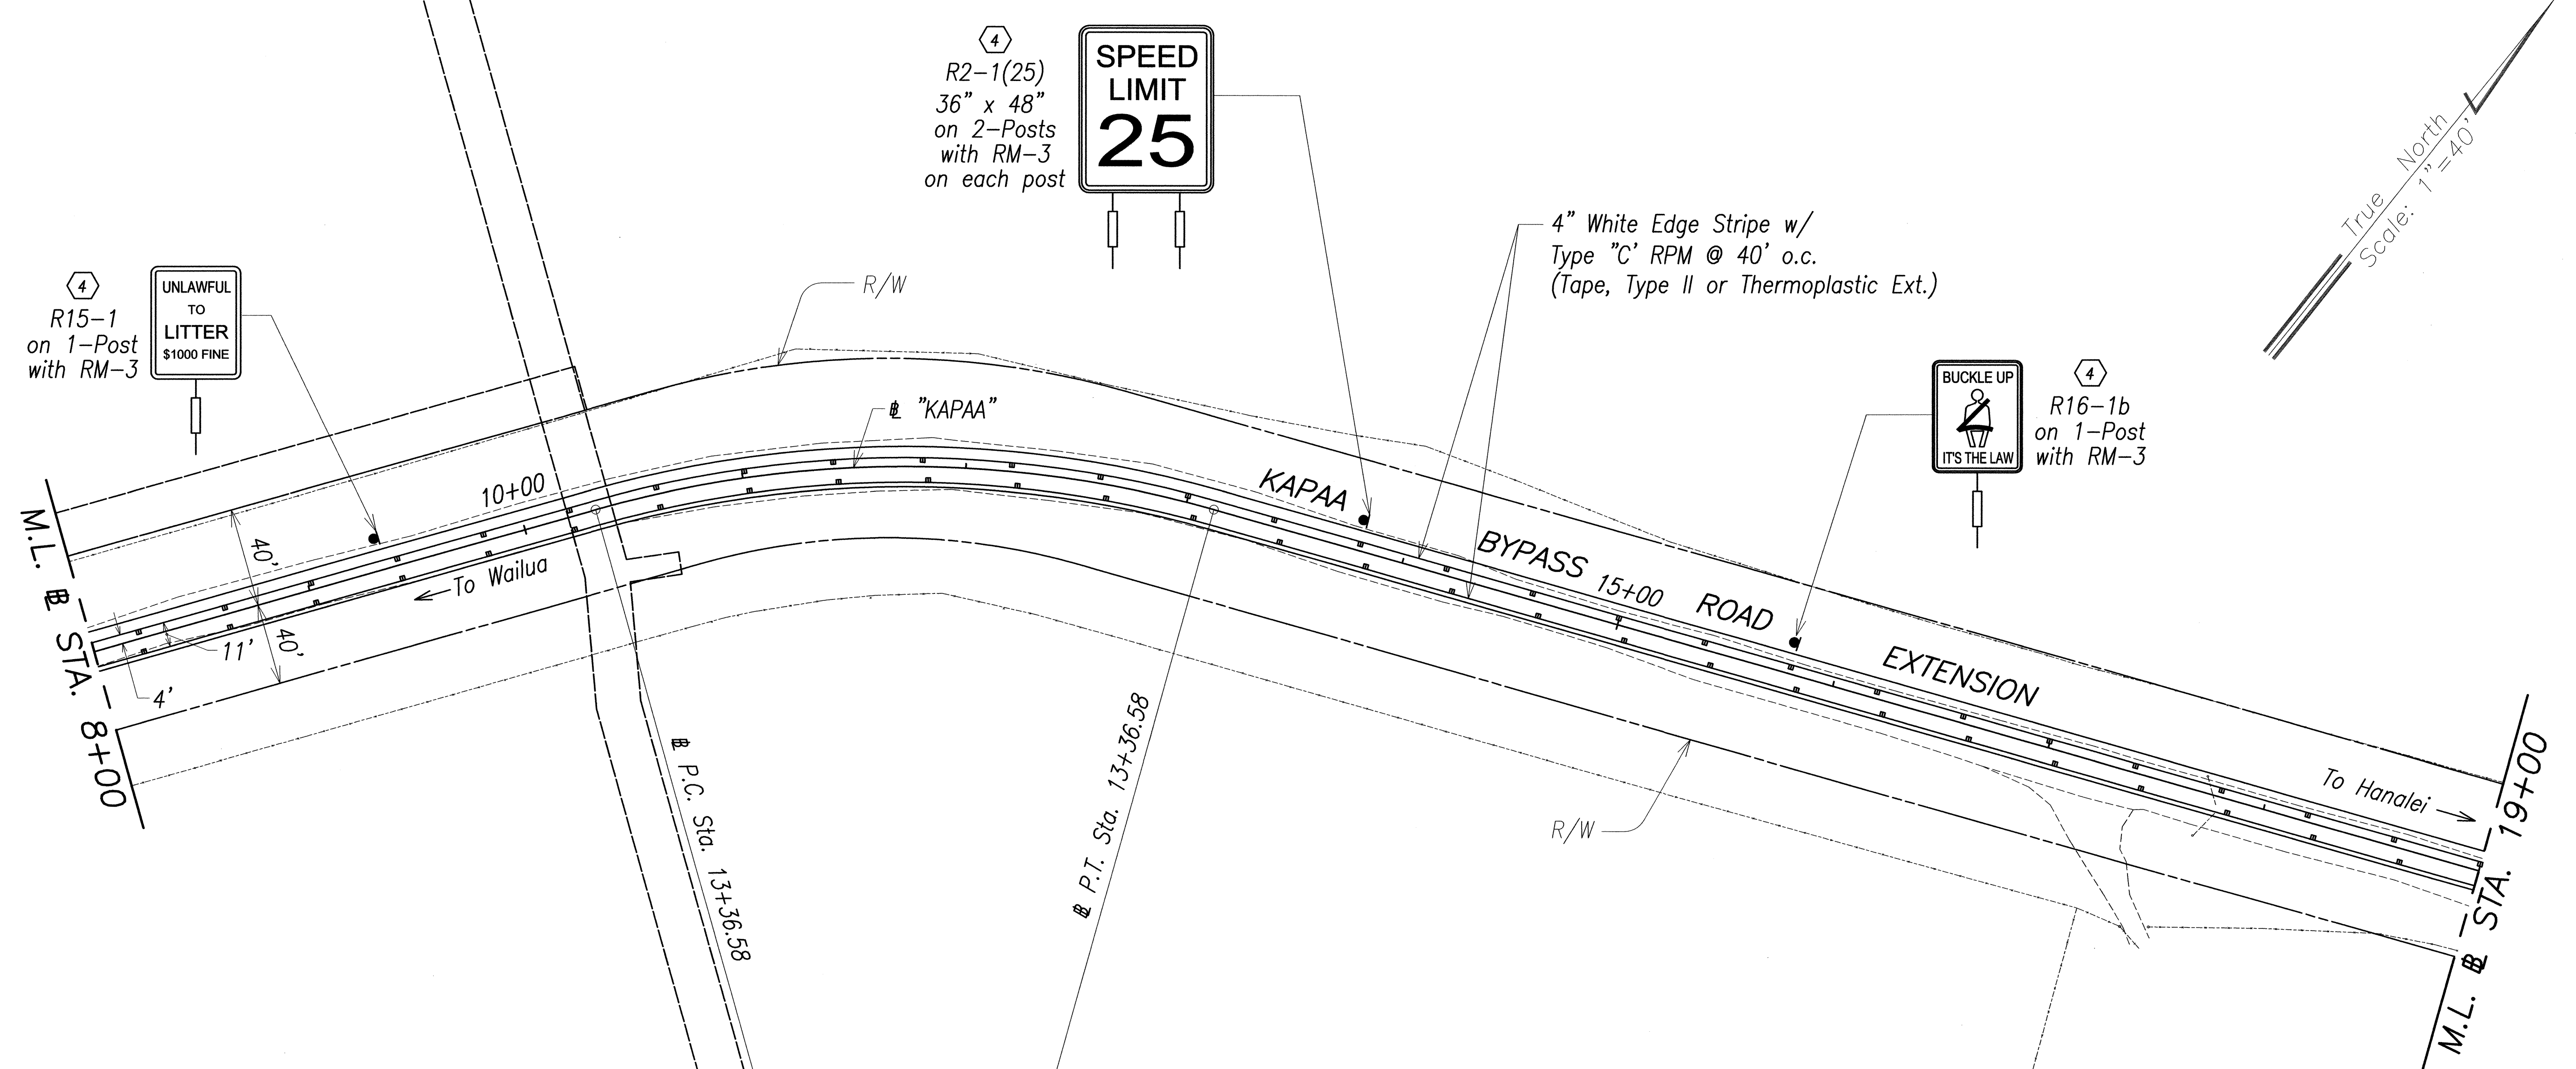 4
R2-1(25)
36" x 48"
on 2-Posts
with RM-3
on each post
SPEED
LIMIT
25
True North
Scale: 1"=40'
4" White Edge Stripe w/
Type "C' RPM @ 40' o.c.
(Tape, Type II or Thermoplastic Ext.)
4
R15-1
on 1-Post
with RM-3
UNLAWFUL
TO
LITTER
$1000 FINE
R/W
℄ "KAPAA"
BUCKLE UP
IT'S THE LAW
4
R16-1b
on 1-Post
with RM-3
10+00
KAPAA BYPASS ROAD EXTENSION
15+00
40'
40'
11'
4'
To Wailua
M.L. ℄ STA. 8+00
℄ P.C. Sta. 13+36.58
℄ P.T. Sta. 13+36.58
R/W
To Hanalei
M.L. ℄ STA. 19+00